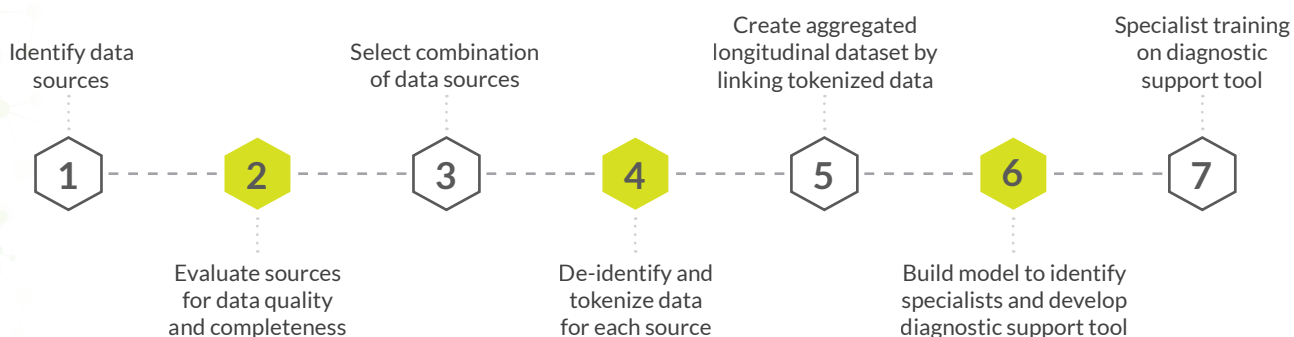 Identify data
sources
1
2
Evaluate sources
for data quality
and completeness
Select combination
of data sources
3
4
De-identify and
tokenize data
for each source
Create aggregated
longitudinal dataset by
linking tokenized data
5
6
Build model to identify
specialists and develop
diagnostic support tool
Specialist training
on diagnostic
support tool
7